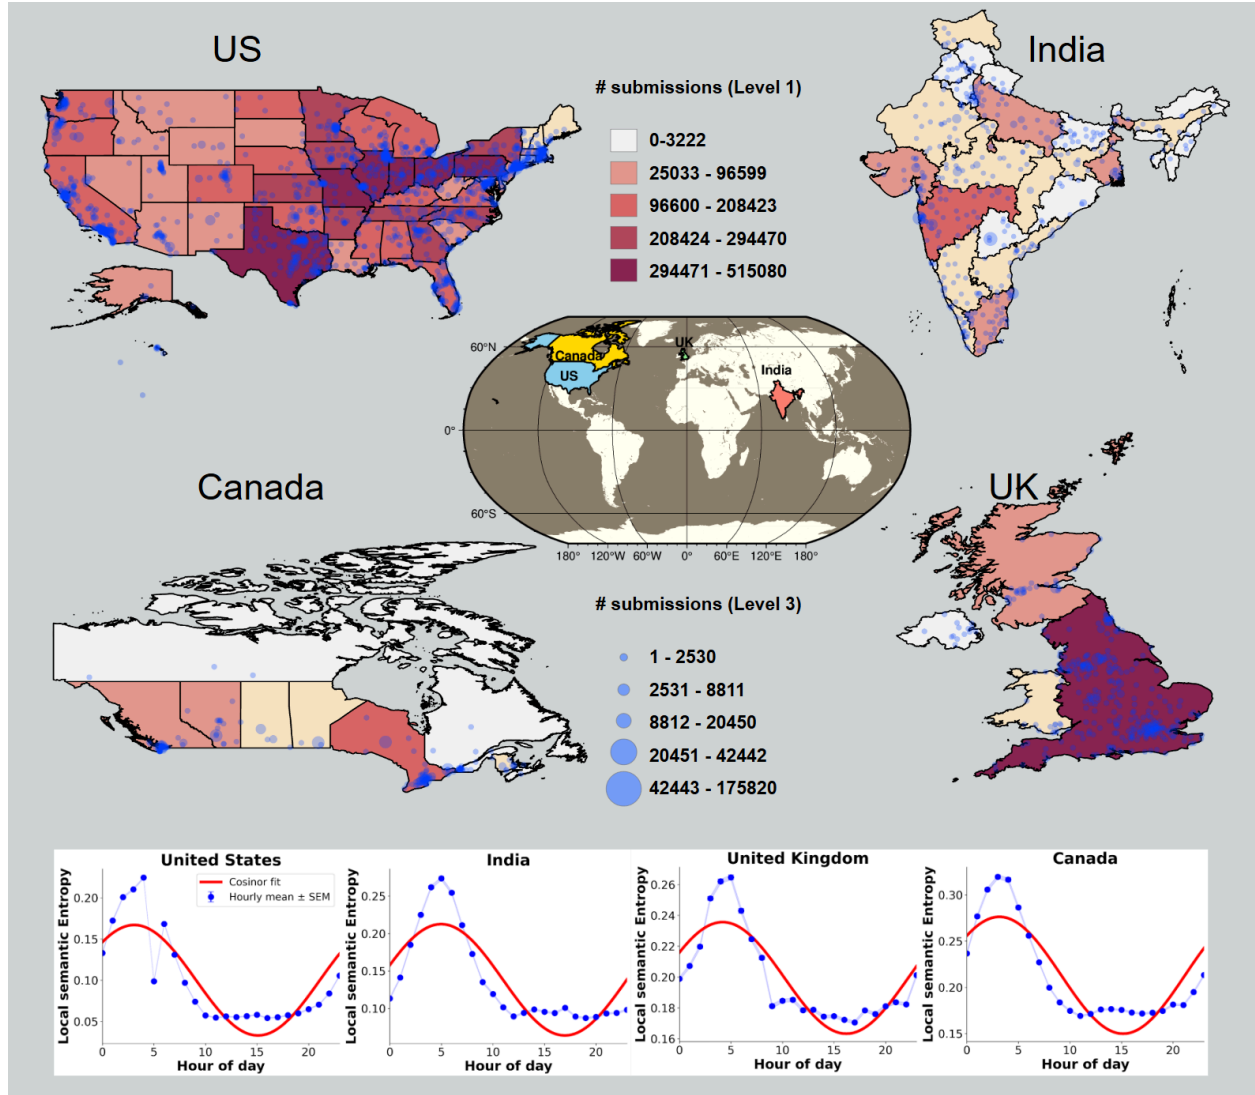 US
India
# submissions (Level 1)
0-3222
25033 - 96599
96600 - 208423
208424 - 294470
294471 - 515080
60°N
0°
60°S
Canada
US
UK
India
180° 120°W 60°W 0° 60°E 120°E 180°
Canada
UK
# submissions (Level 3)
1 - 2530
2531 - 8811
8812 - 20450
20451 - 42442
42443 - 175820
United States
Local semantic Entropy
0.20
0.15
0.10
0.05
Cosinor fit
Hourly mean ± SEM
0 5 10 15 20
Hour of day
India
Local semantic Entropy
0.25
0.20
0.15
0.10
0 5 10 15 20
Hour of day
United Kingdom
Local semantic Entropy
0.26
0.24
0.22
0.20
0.18
0.16
0 5 10 15 20
Hour of day
Canada
Local semantic Entropy
0.30
0.25
0.20
0.15
0 5 10 15 20
Hour of day